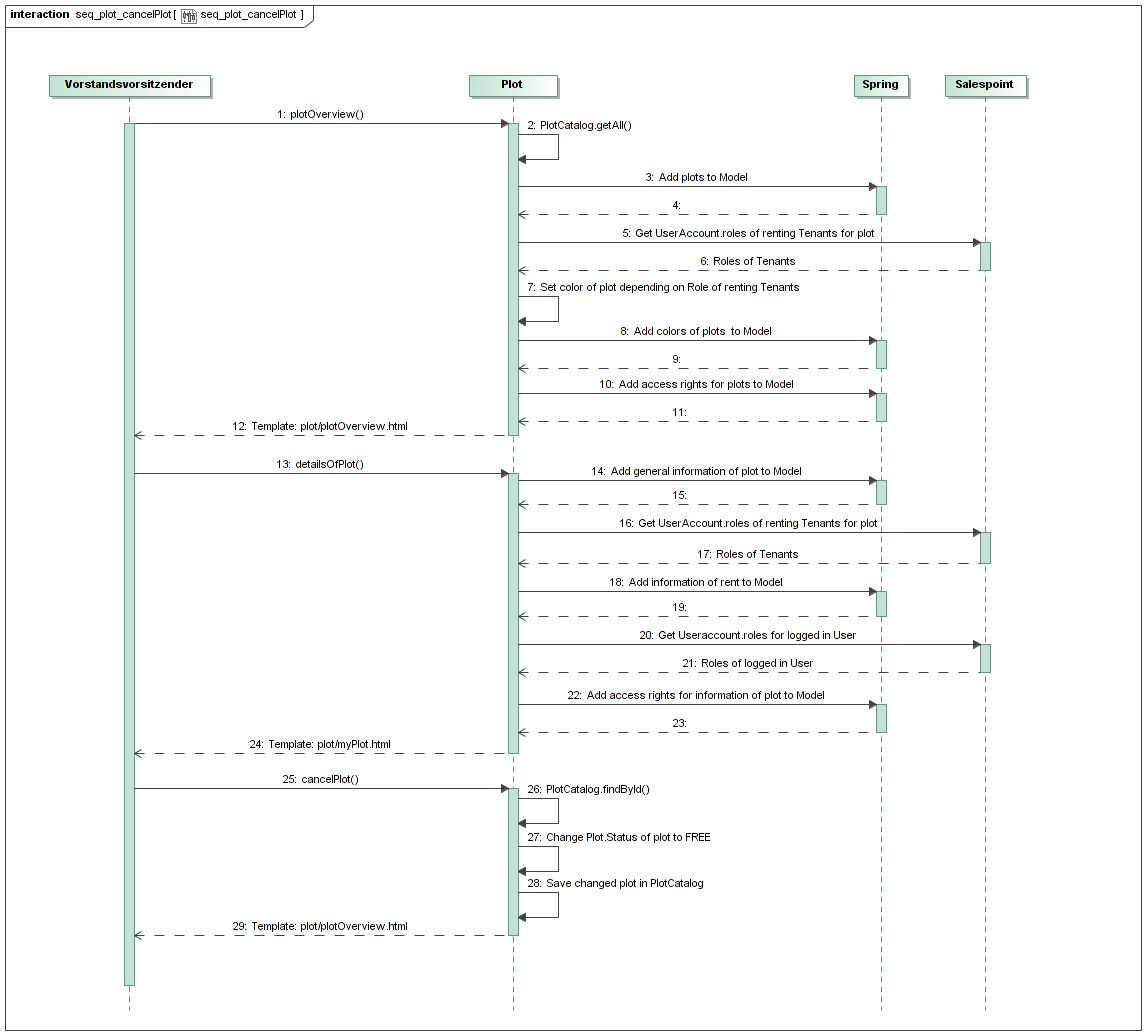 interaction seq_plot_cancelPlot[ seq_plot_cancelPlot ]
Vorstandsvorsitzender Plot Spring Salespoint
1: plotOverview()
2: PlotCatalog.getAll()
3: Add plots to Model
4:
5: Get UserAccount.roles of renting Tenants for plot
6: Roles of Tenants
7: Set color of plot depending on Role of renting Tenants
8: Add colors of plots to Model
9:
10: Add access rights for plots to Model
11:
12: Template: plot/plotOverview.html
13: detailsOfPlot()
14: Add general information of plot to Model
15:
16: Get UserAccount.roles of renting Tenants for plot
17: Roles of Tenants
18: Add information of rent to Model
19:
20: Get Useraccount.roles for logged in User
21: Roles of logged in User
22: Add access rights for information of plot to Model
23:
24: Template: plot/myPlot.html
25: cancelPlot()
26: PlotCatalog.findById()
27: Change Plot.Status of plot to FREE
28: Save changed plot in PlotCatalog
29: Template: plot/plotOverview.html